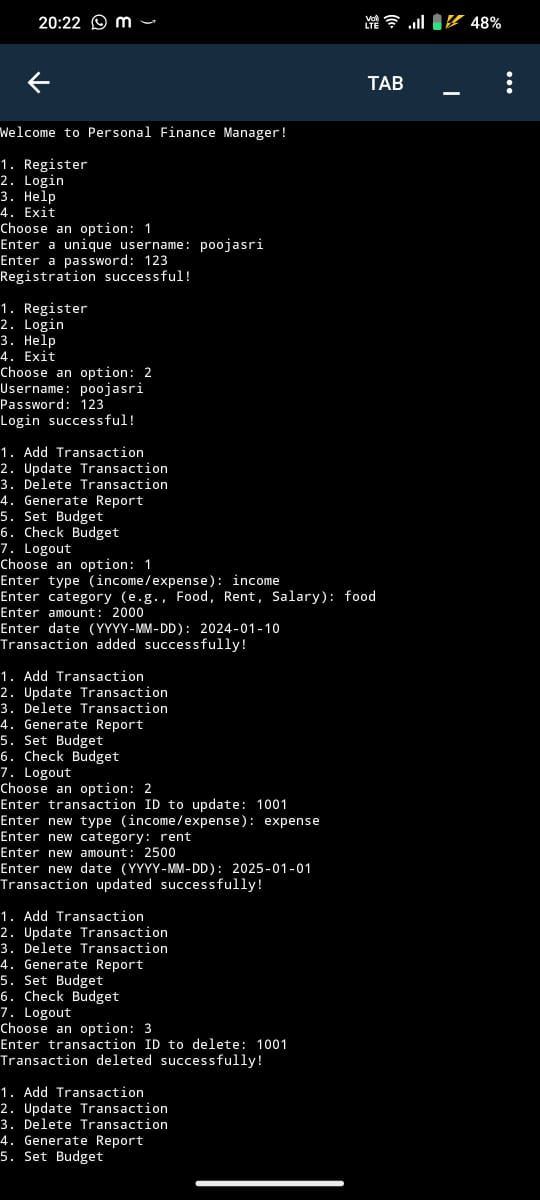 20:22 m Vo) LTE 48%
TAB _
Welcome to Personal Finance Manager!
1. Register
2. Login
3. Help
4. Exit
Choose an option: 1
Enter a unique username: poojasri
Enter a password: 123
Registration successful!
1. Register
2. Login
3. Help
4. Exit
Choose an option: 2
Username: poojasri
Password: 123
Login successful!
1. Add Transaction
2. Update Transaction
3. Delete Transaction
4. Generate Report
5. Set Budget
6. Check Budget
7. Logout
Choose an option: 1
Enter type (income/expense): income
Enter category (e.g., Food, Rent, Salary): food
Enter amount: 2000
Enter date (YYYY-MM-DD): 2024-01-10
Transaction added successfully!
1. Add Transaction
2. Update Transaction
3. Delete Transaction
4. Generate Report
5. Set Budget
6. Check Budget
7. Logout
Choose an option: 2
Enter transaction ID to update: 1001
Enter new type (income/expense): expense
Enter new category: rent
Enter new amount: 2500
Enter new date (YYYY-MM-DD): 2025-01-01
Transaction updated successfully!
1. Add Transaction
2. Update Transaction
3. Delete Transaction
4. Generate Report
5. Set Budget
6. Check Budget
7. Logout
Choose an option: 3
Enter transaction ID to delete: 1001
Transaction deleted successfully!
1. Add Transaction
2. Update Transaction
3. Delete Transaction
4. Generate Report
5. Set Budget